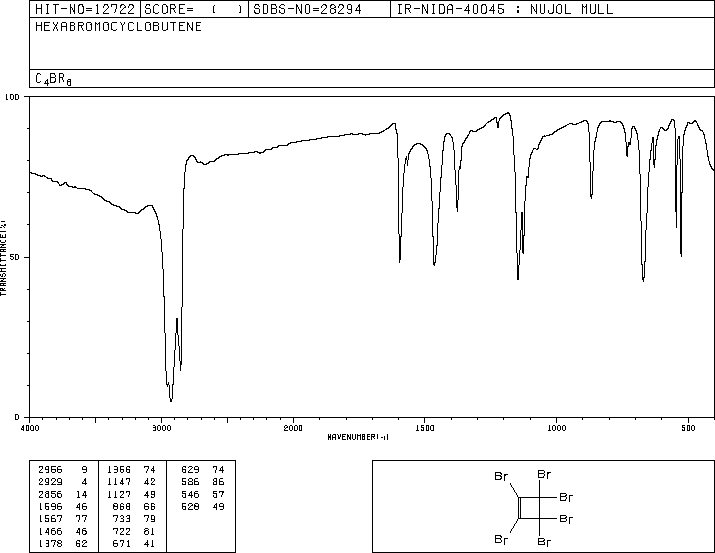 HIT-NO=12722 SCORE= ( ) SDBS-NO=28294 IR-NIDA-40045 : NUJOL MULL
HEXABROMOCYCLOBUTENE
C4BR6
100
50
0
TRANSMITTANCE(%)
4000 3000 2000 1500 1000 500
WAVENUMBER(-1)
2956 9 1366 74 629 74
2929 4 1147 42 586 86
2856 14 1127 49 546 57
1596 46 868 66 528 49
1567 77 733 79
1466 46 722 81
1378 62 671 41
Br Br
Br
Br
Br Br